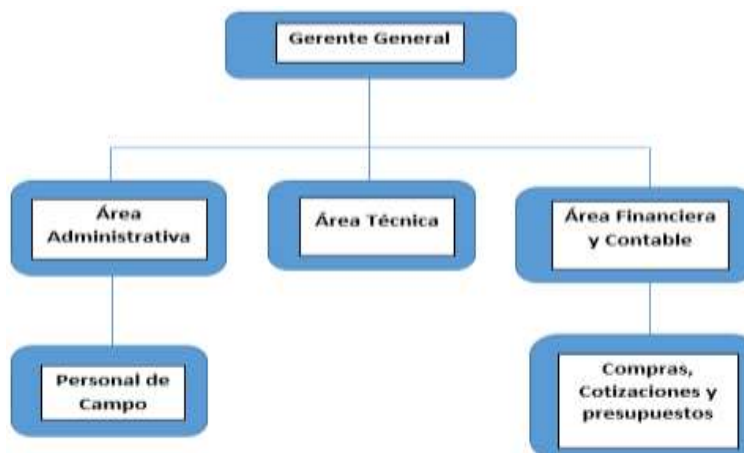 Gerente General
Área
Administrativa
Área Técnica
Área Financiera
y Contable
Personal de
Campo
Compras,
Cotizaciones y
presupuestos